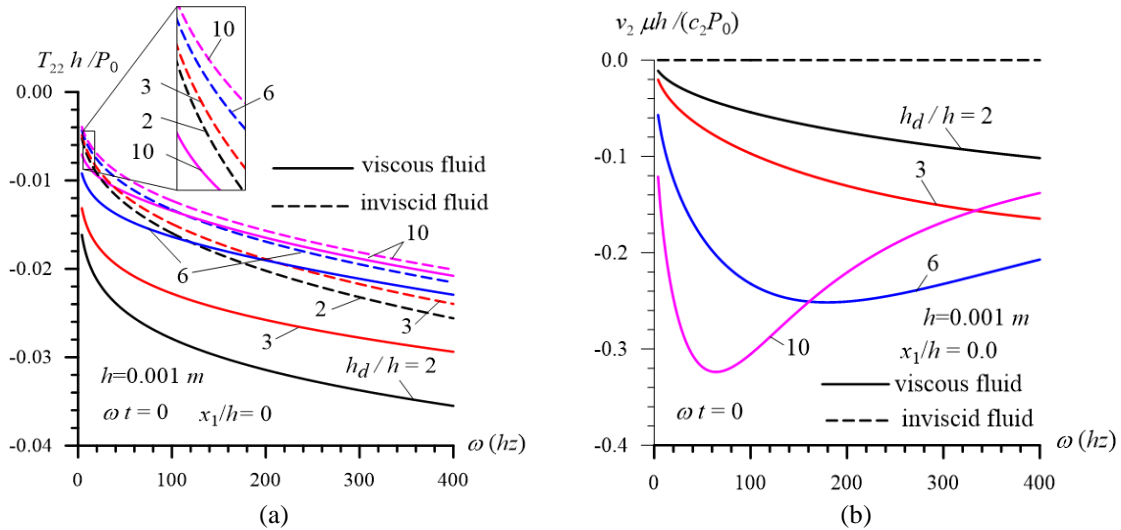 T₂₂ h /P₀
0.00
-0.01
-0.02
-0.03
-0.04
0
100
200
300
400
ω (hz)
10
6
3
2
10
viscous fluid
inviscid fluid
10
6
2
3
3
h_d / h = 2
h=0.001 m
ω t = 0 x₁/h= 0
(a)
v₂ μh /(c₂P₀)
0.0
-0.1
-0.2
-0.3
-0.4
0
100
200
300
400
ω (hz)
h_d / h = 2
3
6
10
h=0.001 m
x₁/h = 0.0
viscous fluid
ω t = 0
inviscid fluid
(b)